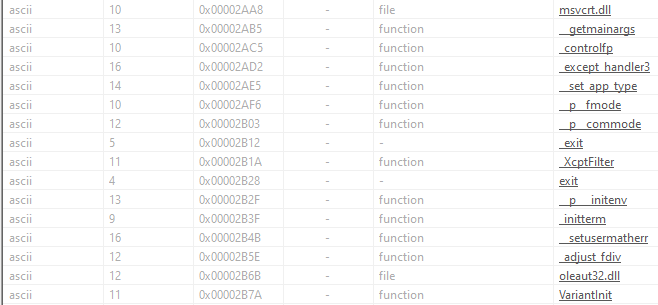 ascii 10 0x00002AA8 - file msvcrt.dll
ascii 13 0x00002AB5 - function __getmainargs
ascii 10 0x00002AC5 - function _controlfp
ascii 16 0x00002AD2 - function _except_handler3
ascii 14 0x00002AE5 - function __set_app_type
ascii 10 0x00002AF6 - function __p__fmode
ascii 12 0x00002B03 - function __p__commode
ascii 5 0x00002B12 - - _exit
ascii 11 0x00002B1A - function _XcptFilter
ascii 4 0x00002B28 - - exit
ascii 13 0x00002B2F - function __p___initenv
ascii 9 0x00002B3F - function _initterm
ascii 16 0x00002B4B - function __setusermatherr
ascii 12 0x00002B5E - function _adjust_fdiv
ascii 12 0x00002B6B - file oleaut32.dll
ascii 11 0x00002B7A - function VariantInit